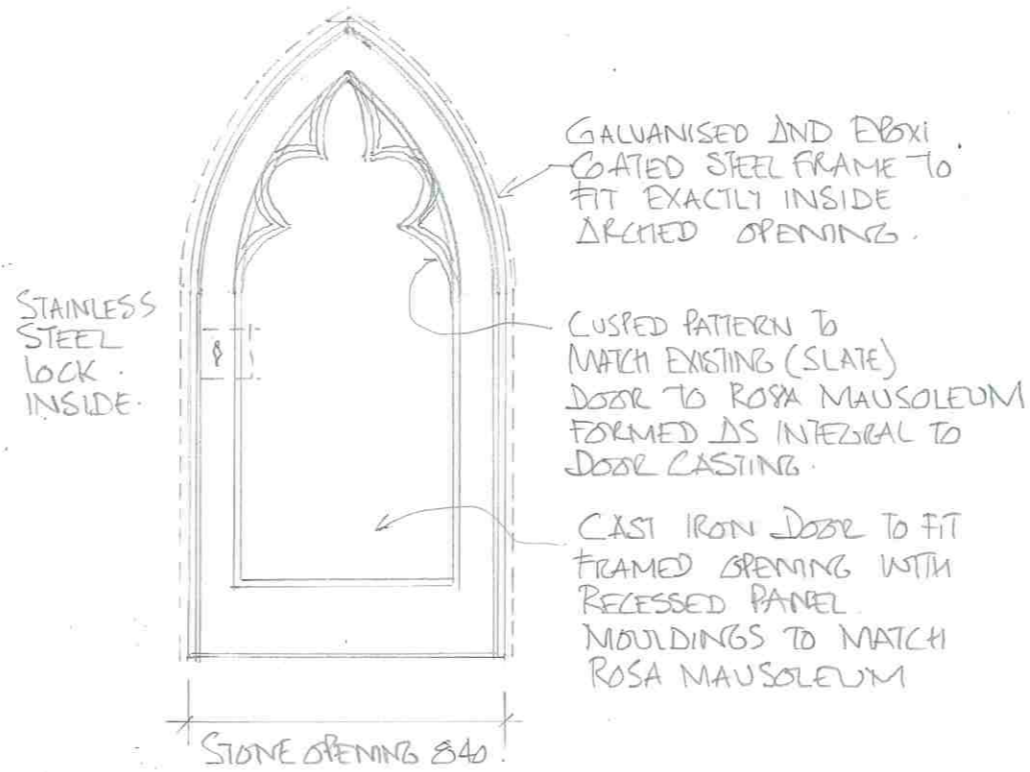 GALVANISED AND EPOXI
COATED STEEL FRAME TO
FIT EXACTLY INSIDE
ARCHED OPENING.
STAINLESS
STEEL
LOCK.
INSIDE.
CUSPED PATTERN TO
MATCH EXISTING (SLATE)
DOOR TO ROSA MAUSOLEUM
FORMED AS INTEGRAL TO
DOOR CASTING.
CAST IRON DOOR TO FIT
FRAMED OPENING WITH
RECESSED PANEL
MOULDINGS TO MATCH
ROSA MAUSOLEUM
STONE OPENING 840.